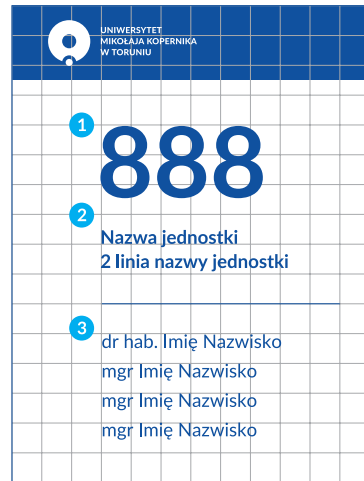 UNIWERSYTET
MIKOŁAJA KOPERNIKA
W TORUNIU
1
888
2
Nazwa jednostki
2 linia nazwy jednostki
3
dr hab. Imię Nazwisko
mgr Imię Nazwisko
mgr Imię Nazwisko
mgr Imię Nazwisko